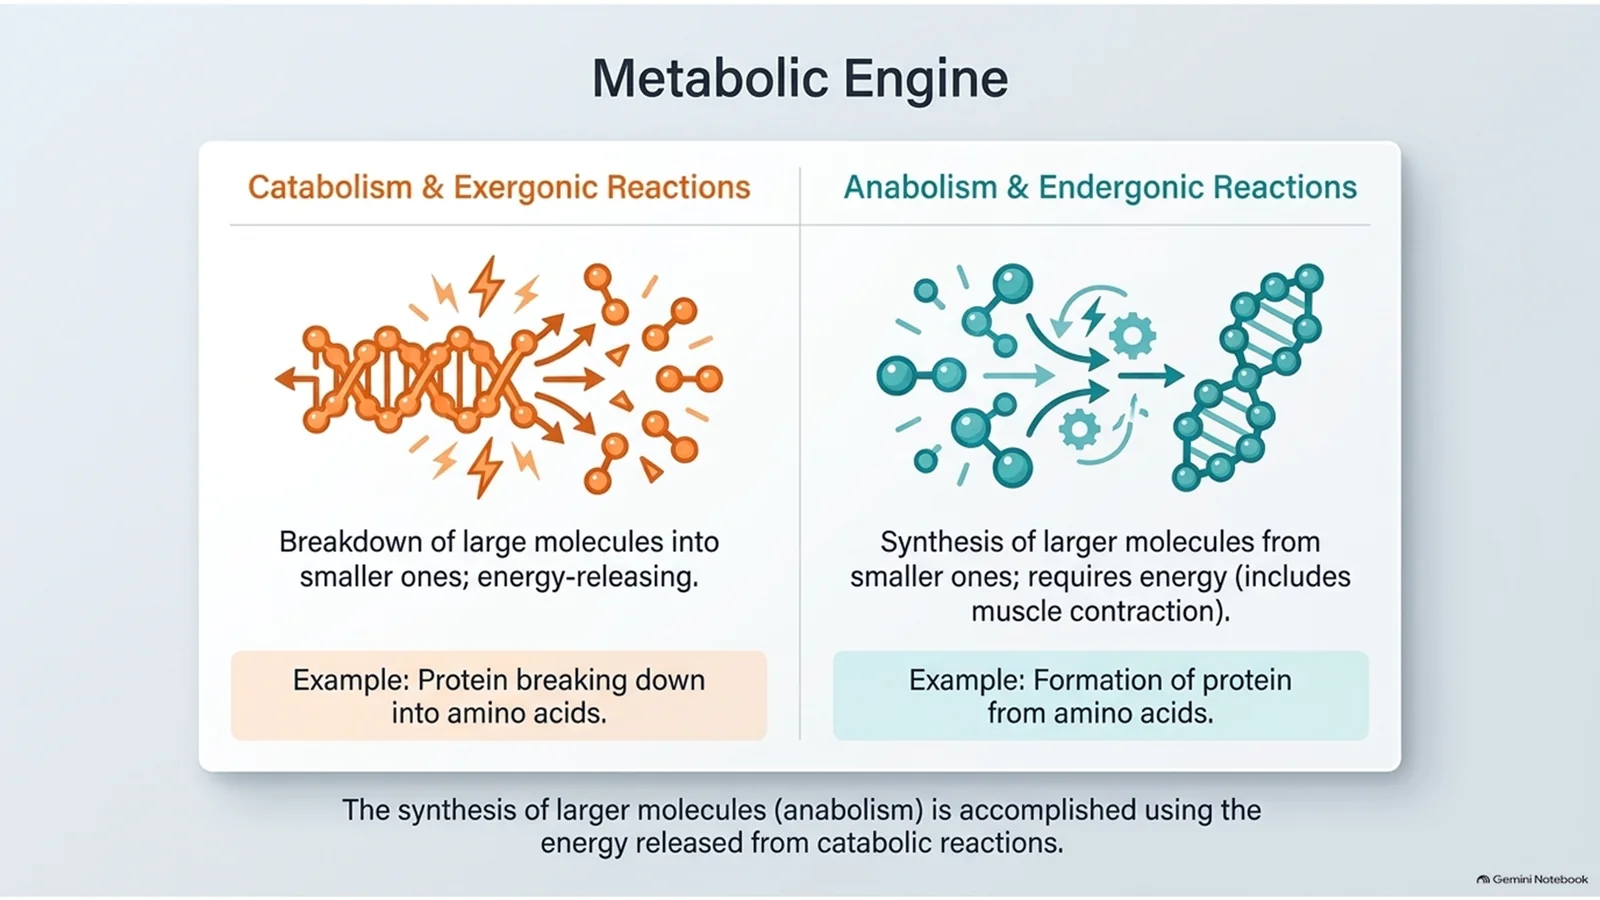 Metabolic Engine
Catabolism & Exergonic Reactions
Breakdown of large molecules into
smaller ones; energy-releasing.
Example: Protein breaking down
into amino acids.
Anabolism & Endergonic Reactions
Synthesis of larger molecules from
smaller ones; requires energy (includes
muscle contraction).
Example: Formation of protein
from amino acids.
The synthesis of larger molecules (anabolism) is accomplished using the
energy released from catabolic reactions.
Gemini Notebook